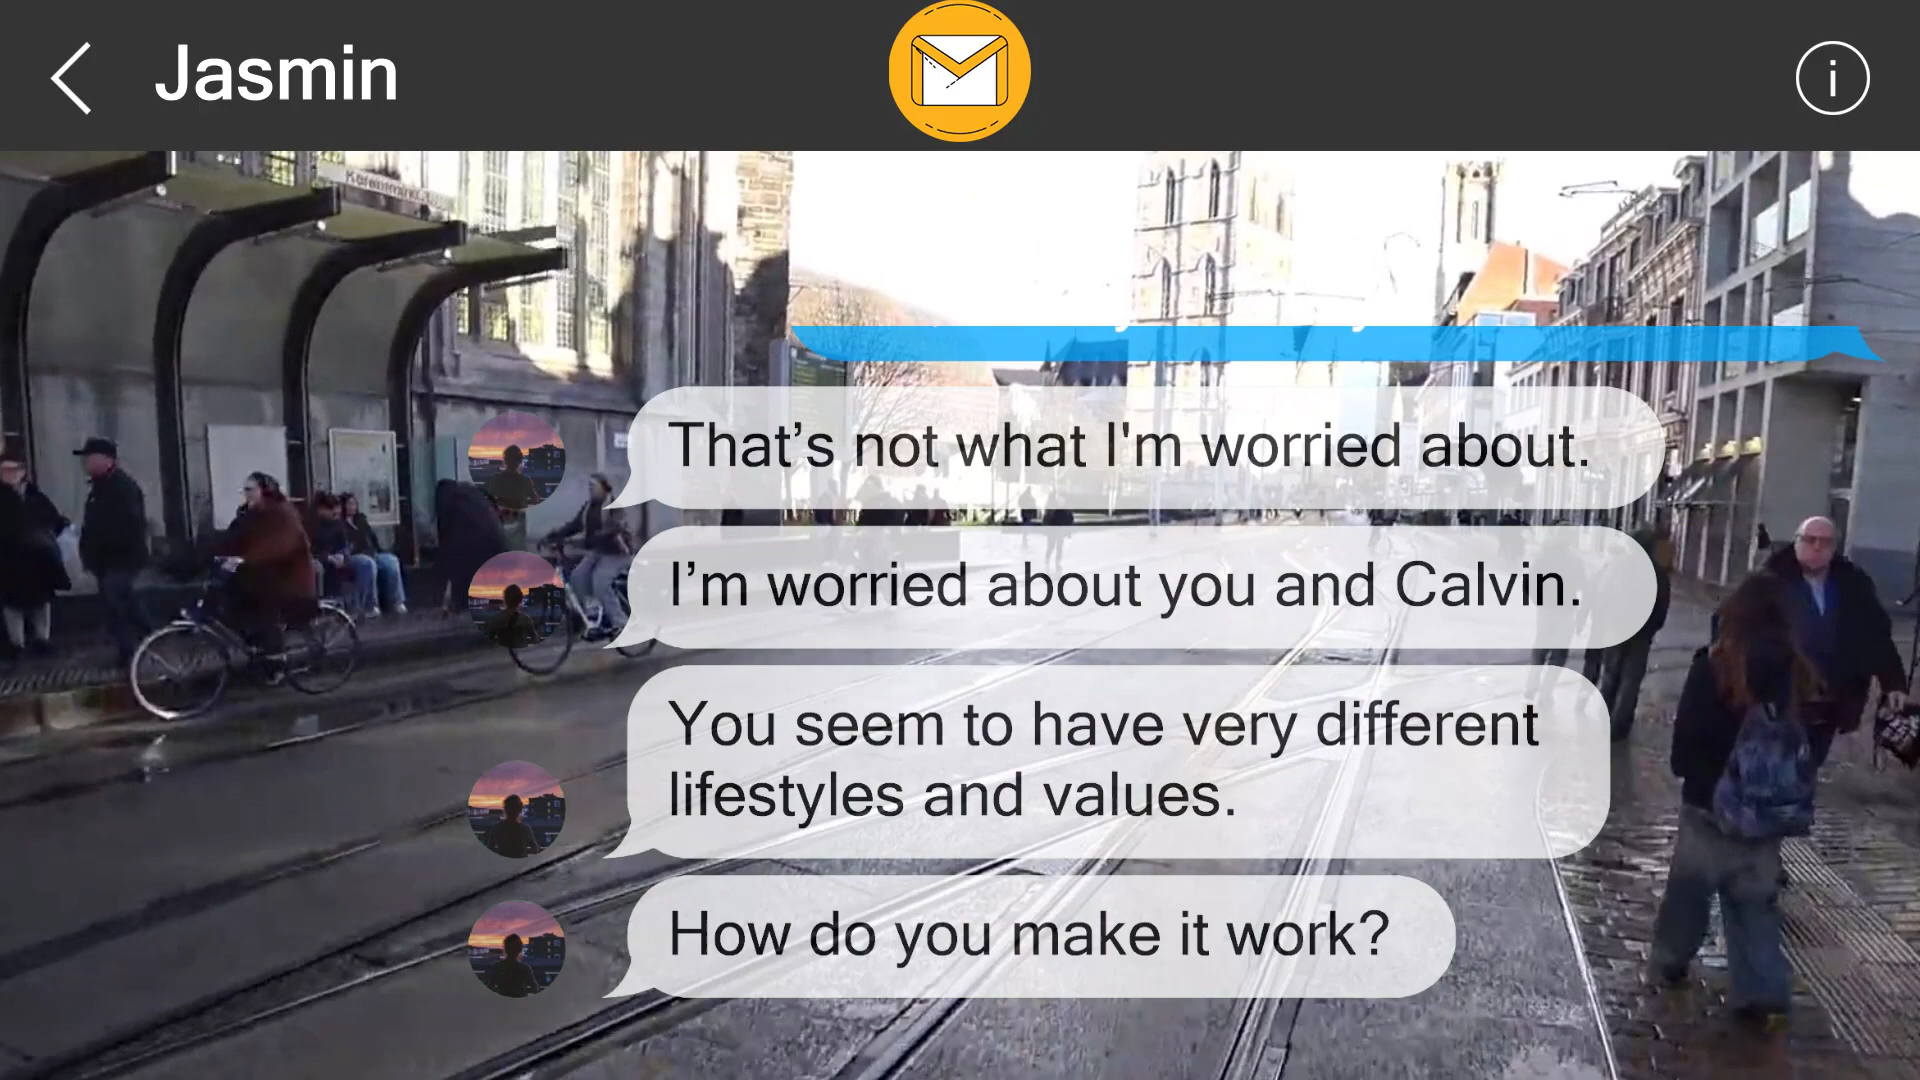 Jasmin
That’s not what I'm worried about.
I’m worried about you and Calvin.
You seem to have very different
lifestyles and values.
How do you make it work?